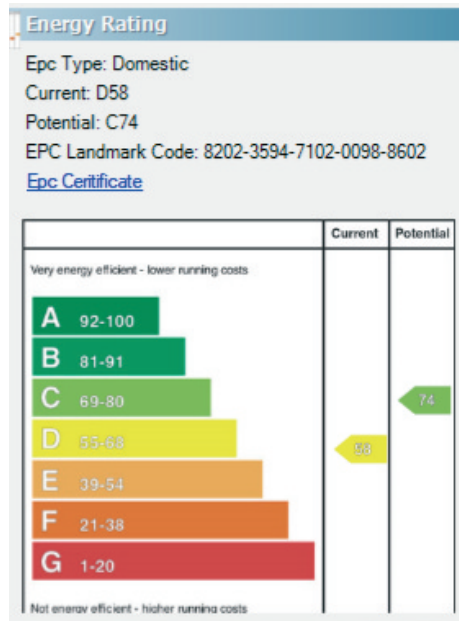 Energy Rating
Epc Type: Domestic
Current: D58
Potential: C74
EPC Landmark Code: 8202-3594-7102-0098-8602
Epc Ceritificate
Current Potential
Very energy efficient - lower running costs
A 92-100
B 81-91
C 69-80
74
D 55-68
58
E 39-54
F 21-38
G 1-20
Not energy efficient - higher running costs